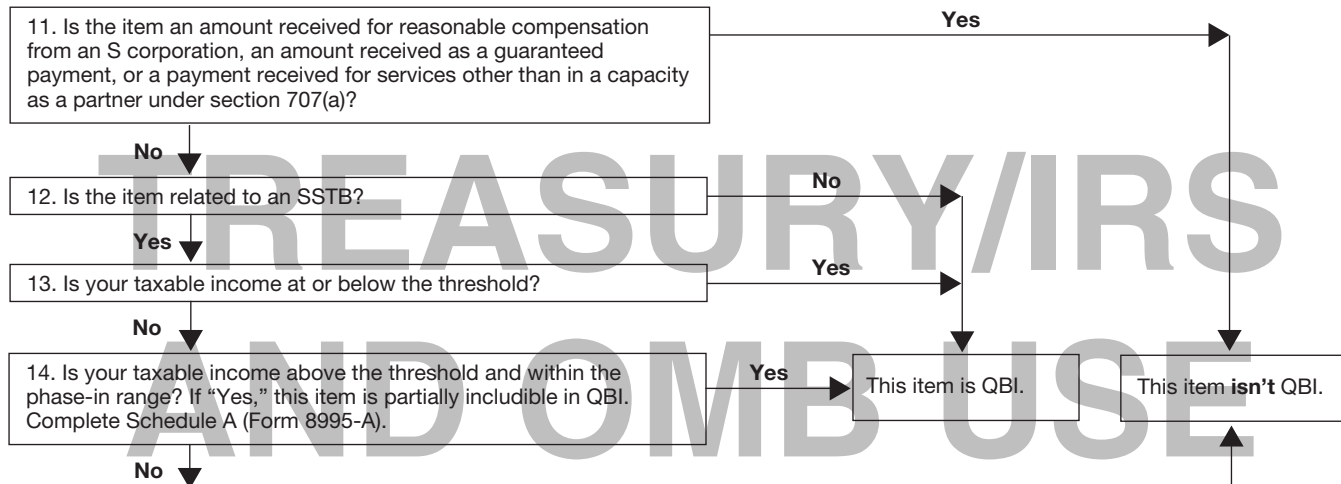 11. Is the item an amount received for reasonable compensation
from an S corporation, an amount received as a guaranteed
payment, or a payment received for services other than in a capacity
as a partner under section 707(a)?
Yes
No
12. Is the item related to an SSTB?
No
Yes
13. Is your taxable income at or below the threshold?
Yes
No
14. Is your taxable income above the threshold and within the
phase-in range? If “Yes,” this item is partially includible in QBI.
Complete Schedule A (Form 8995-A).
Yes
This item is QBI.
This item isn’t QBI.
No
TREASURY/IRS
AND OMB USE